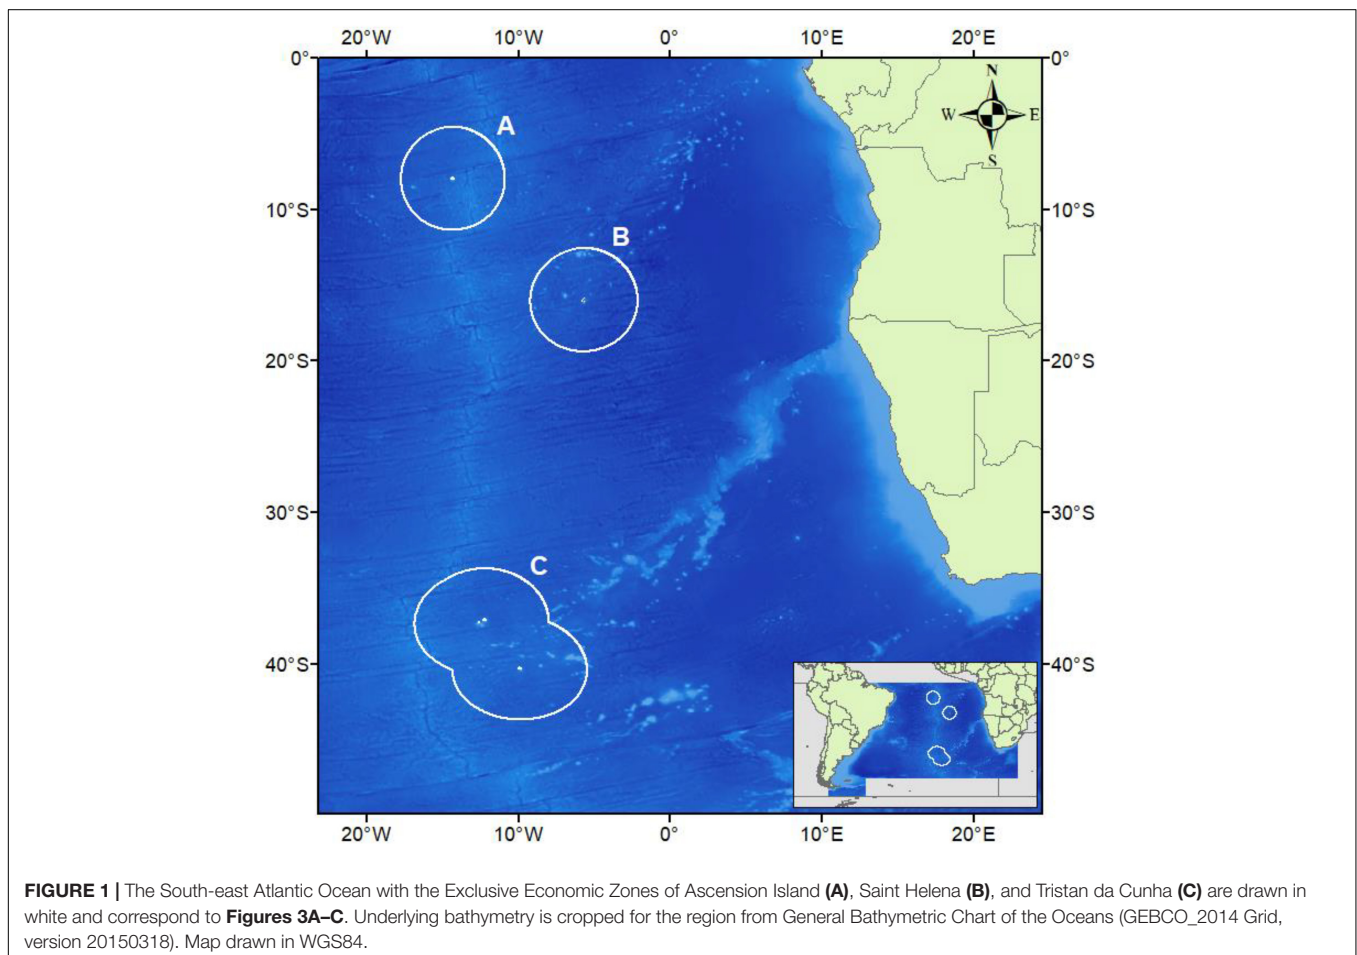 20°W 10°W 0° 10°E 20°E
0° 0°
N
W E
S
A
10°S 10°S
B
20°S 20°S
30°S 30°S
C
40°S 40°S
20°W 10°W 0° 10°E 20°E
FIGURE 1 | The South-east Atlantic Ocean with the Exclusive Economic Zones of Ascension Island (A), Saint Helena (B), and Tristan da Cunha (C) are drawn in
white and correspond to Figures 3A–C. Underlying bathymetry is cropped for the region from General Bathymetric Chart of the Oceans (GEBCO_2014 Grid,
version 20150318). Map drawn in WGS84.